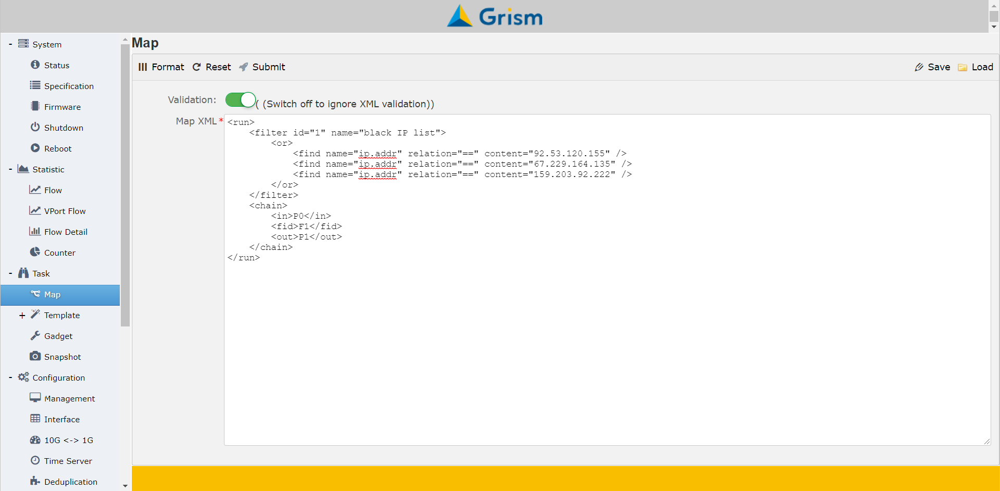 Grism
- System
Status
Specification
Firmware
Shutdown
Reboot
- Statistic
Flow
VPort Flow
Flow Detail
Counter
- Task
Map
+ Template
Gadget
Snapshot
- Configuration
Management
Interface
10G <-> 1G
Time Server
Deduplication
Map
Format Reset Submit Save Load
Validation: ( (Switch off to ignore XML validation))
Map XML*
<run>
    <filter id="1" name="black IP list">
        <or>
            <find name="ip.addr" relation="==" content="92.53.120.155" />
            <find name="ip.addr" relation="==" content="67.229.164.135" />
            <find name="ip.addr" relation="==" content="159.203.92.222" />
        </or>
    </filter>
    <chain>
        <in>P0</in>
        <fid>F1</fid>
        <out>P1</out>
    </chain>
</run>